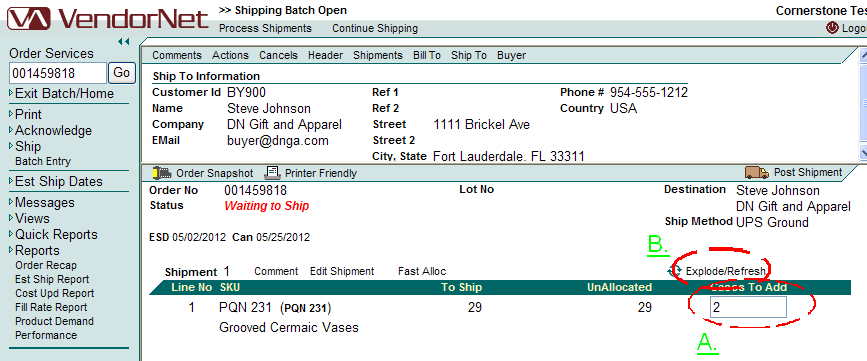 VA VendorNet >> Shipping Batch Open Cornerstone Tes
Process Shipments Continue Shipping Logo
Order Services
001459818 Go
Exit Batch/Home
Print
Acknowledge
Ship
Batch Entry
Est Ship Dates
Messages
Views
Quick Reports
Reports
Order Recap
Est Ship Report
Cost Upd Report
Fill Rate Report
Product Demand
Performance
Comments Actions Cancels Header Shipments Bill To Ship To Buyer
Ship To Information
Customer Id BY900 Ref 1 Phone # 954-555-1212
Name Steve Johnson Ref 2 Country USA
Company DN Gift and Apparel Street 1111 Brickel Ave
EMail buyer@dnga.com Street 2
City, State Fort Lauderdale, FL 33311
Order Snapshot Printer Friendly Post Shipment
Order No 001459818 Lot No Destination Steve Johnson
Status Waiting to Ship DN Gift and Apparel
Ship Method UPS Ground
ESD 05/02/2012 Can 05/25/2012
B.
Shipment 1 Comment Edit Shipment Fast Alloc Explode/Refresh
Line No SKU To Ship UnAllocated Cases To Add
1 PQN 231 (PQN 231) 29 29 2
Grooved Cermaic Vases
A.